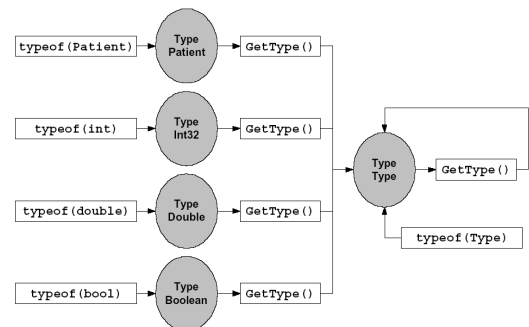 typeof(Patient)
Type
Patient
GetType()
typeof(int)
Type
Int32
GetType()
typeof(double)
Type
Double
GetType()
typeof(bool)
Type
Boolean
GetType()
Type
Type
GetType()
typeof(Type)